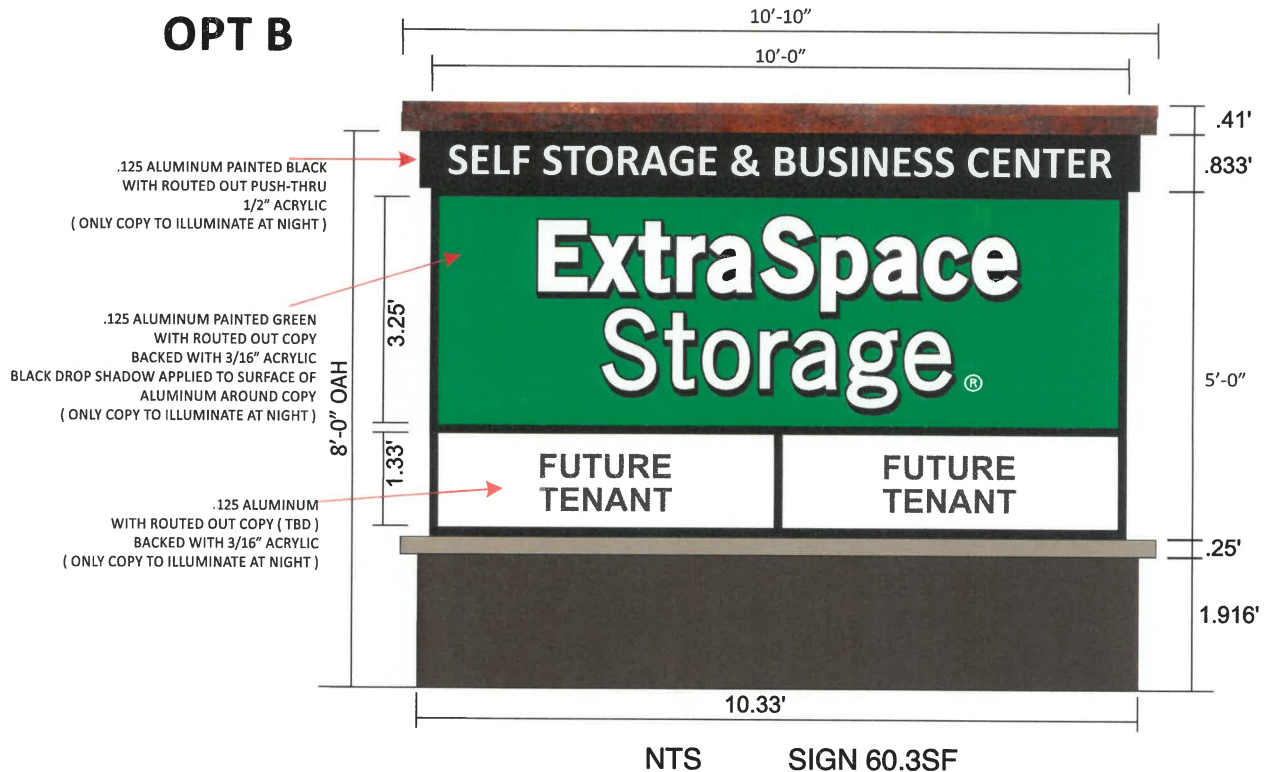 OPT B
10'-10"
10'-0"
.41'
.833'
SELF STORAGE & BUSINESS CENTER
.125 ALUMINUM PAINTED BLACK
WITH ROUTED OUT PUSH-THRU
1/2" ACRYLIC
( ONLY COPY TO ILLUMINATE AT NIGHT )
ExtraSpace
Storage®
.125 ALUMINUM PAINTED GREEN
WITH ROUTED OUT COPY
BACKED WITH 3/16" ACRYLIC
BLACK DROP SHADOW APPLIED TO SURFACE OF
ALUMINUM AROUND COPY
( ONLY COPY TO ILLUMINATE AT NIGHT )
8'-0" OAH
3.25'
5'-0"
1.33'
FUTURE
TENANT
FUTURE
TENANT
.125 ALUMINUM
WITH ROUTED OUT COPY ( TBD )
BACKED WITH 3/16" ACRYLIC
( ONLY COPY TO ILLUMINATE AT NIGHT )
.25'
1.916'
10.33'
NTS SIGN 60.3SF